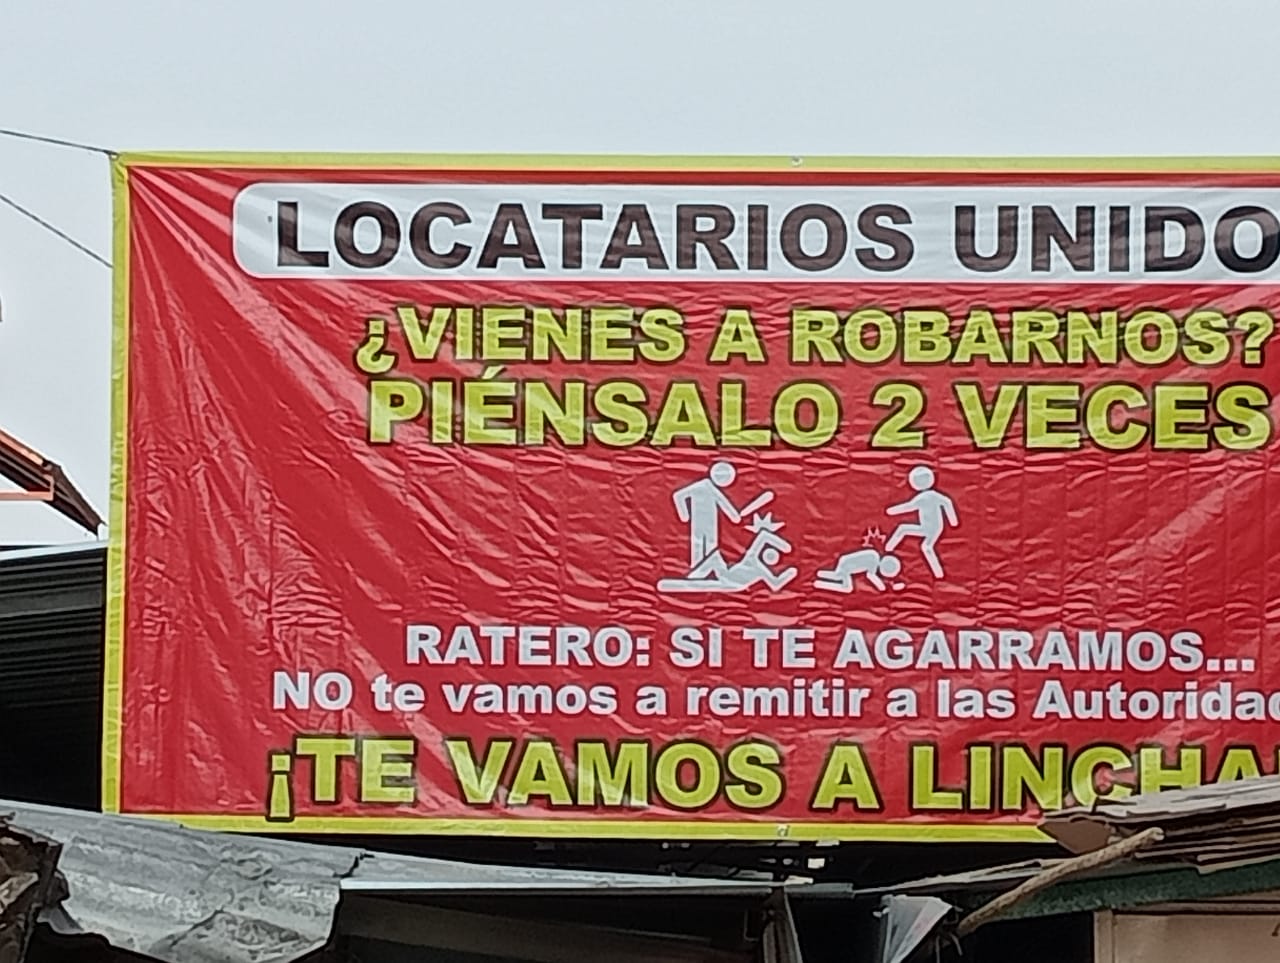 LOCATARIOS UNIDO
¿VIENES A ROBARNOS?
PIÉNSALO 2 VECES
RATERO: SI TE AGARRAMOS...
NO te vamos a remitir a las Autoridad
¡TE VAMOS A LINCHA